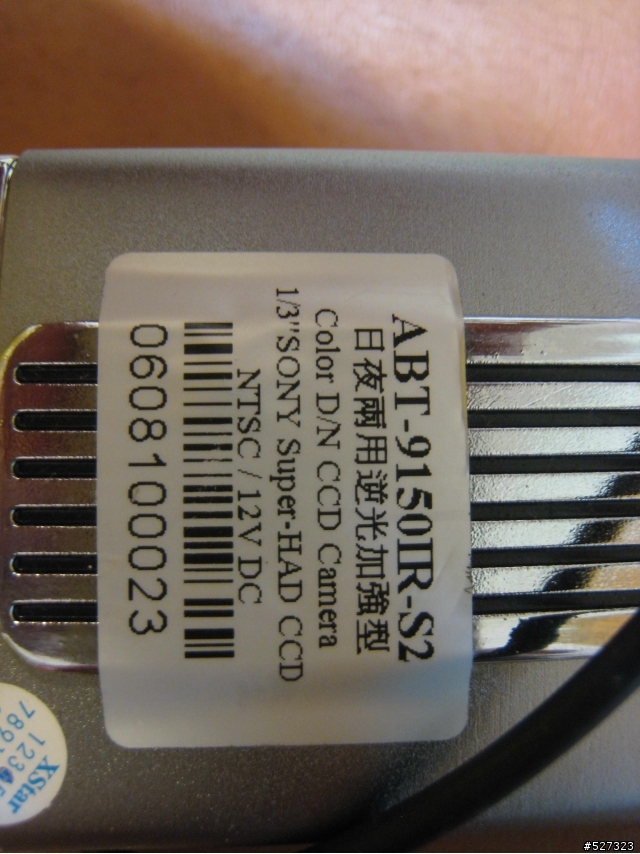 ABT-9150IR-S2
日夜兩用逆光加強型
Color D/N CCD Camera
1/3"SONY Super-HAD CCD
NTSC / 12V DC
0608100023
XStar
#527323